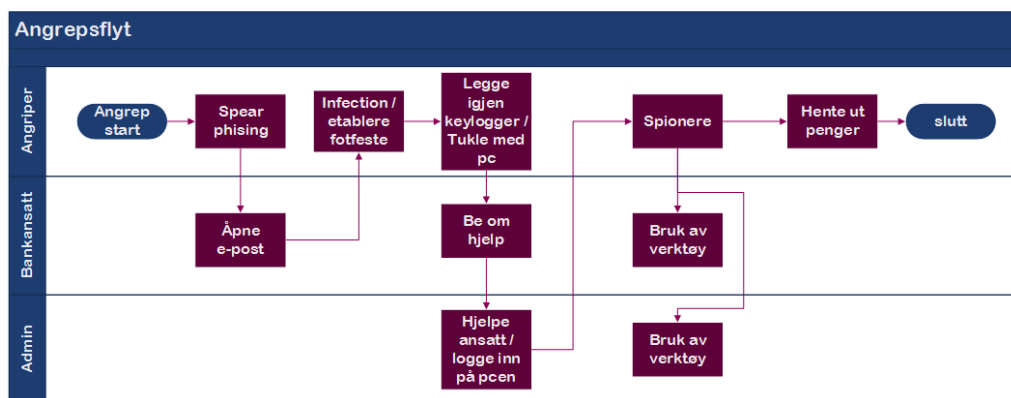 Angrepsflyt
Angriper
Angrep
start
Spear
phising
Infection /
etablere
fotfeste
Legge
igjen
keylogger /
Tukle med
pc
Spionere
Hente ut
penger
slutt
Bankansatt
Åpne
e-post
Be om
hjelp
Bruk av
verktøy
Admin
Hjelpe
ansatt /
logge inn
på pcen
Bruk av
verktøy